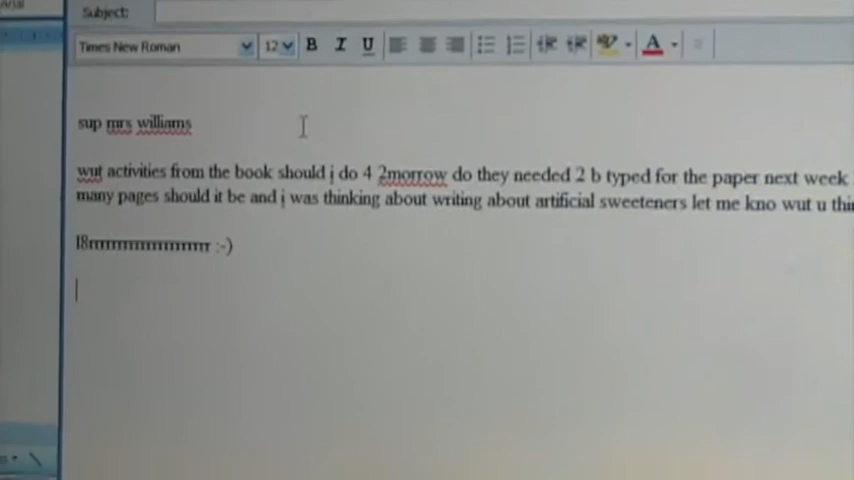 Arial
Subject:
Times New Roman 12 B I U A
sup mrs williams
wut activities from the book should i do 4 2morrow do they needed 2 b typed for the paper next week
many pages should it be and i was thinking about writing about artificial sweeteners let me kno wut u